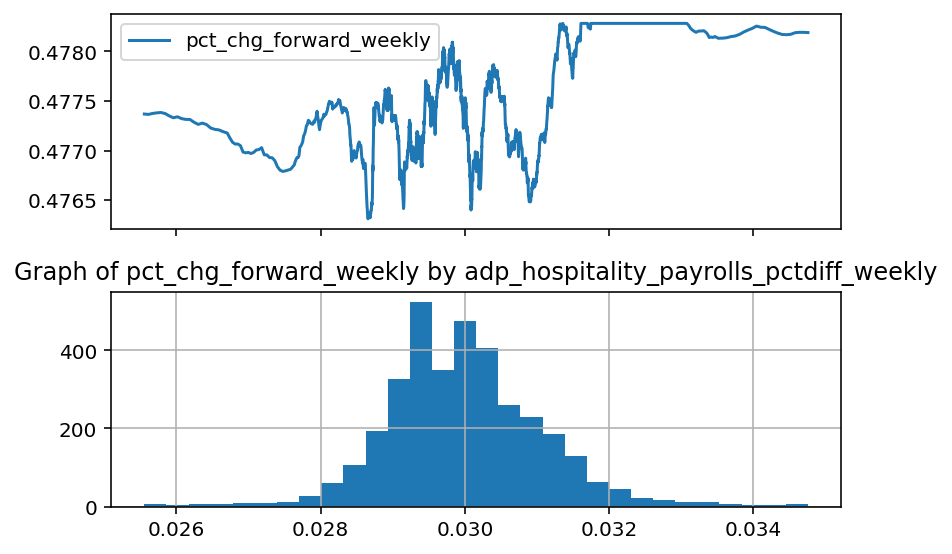 pct_chg_forward_weekly
0.4780
0.4775
0.4770
0.4765
Graph of pct_chg_forward_weekly by adp_hospitality_payrolls_pctdiff_weekly
400
200
0
0.026 0.028 0.030 0.032 0.034